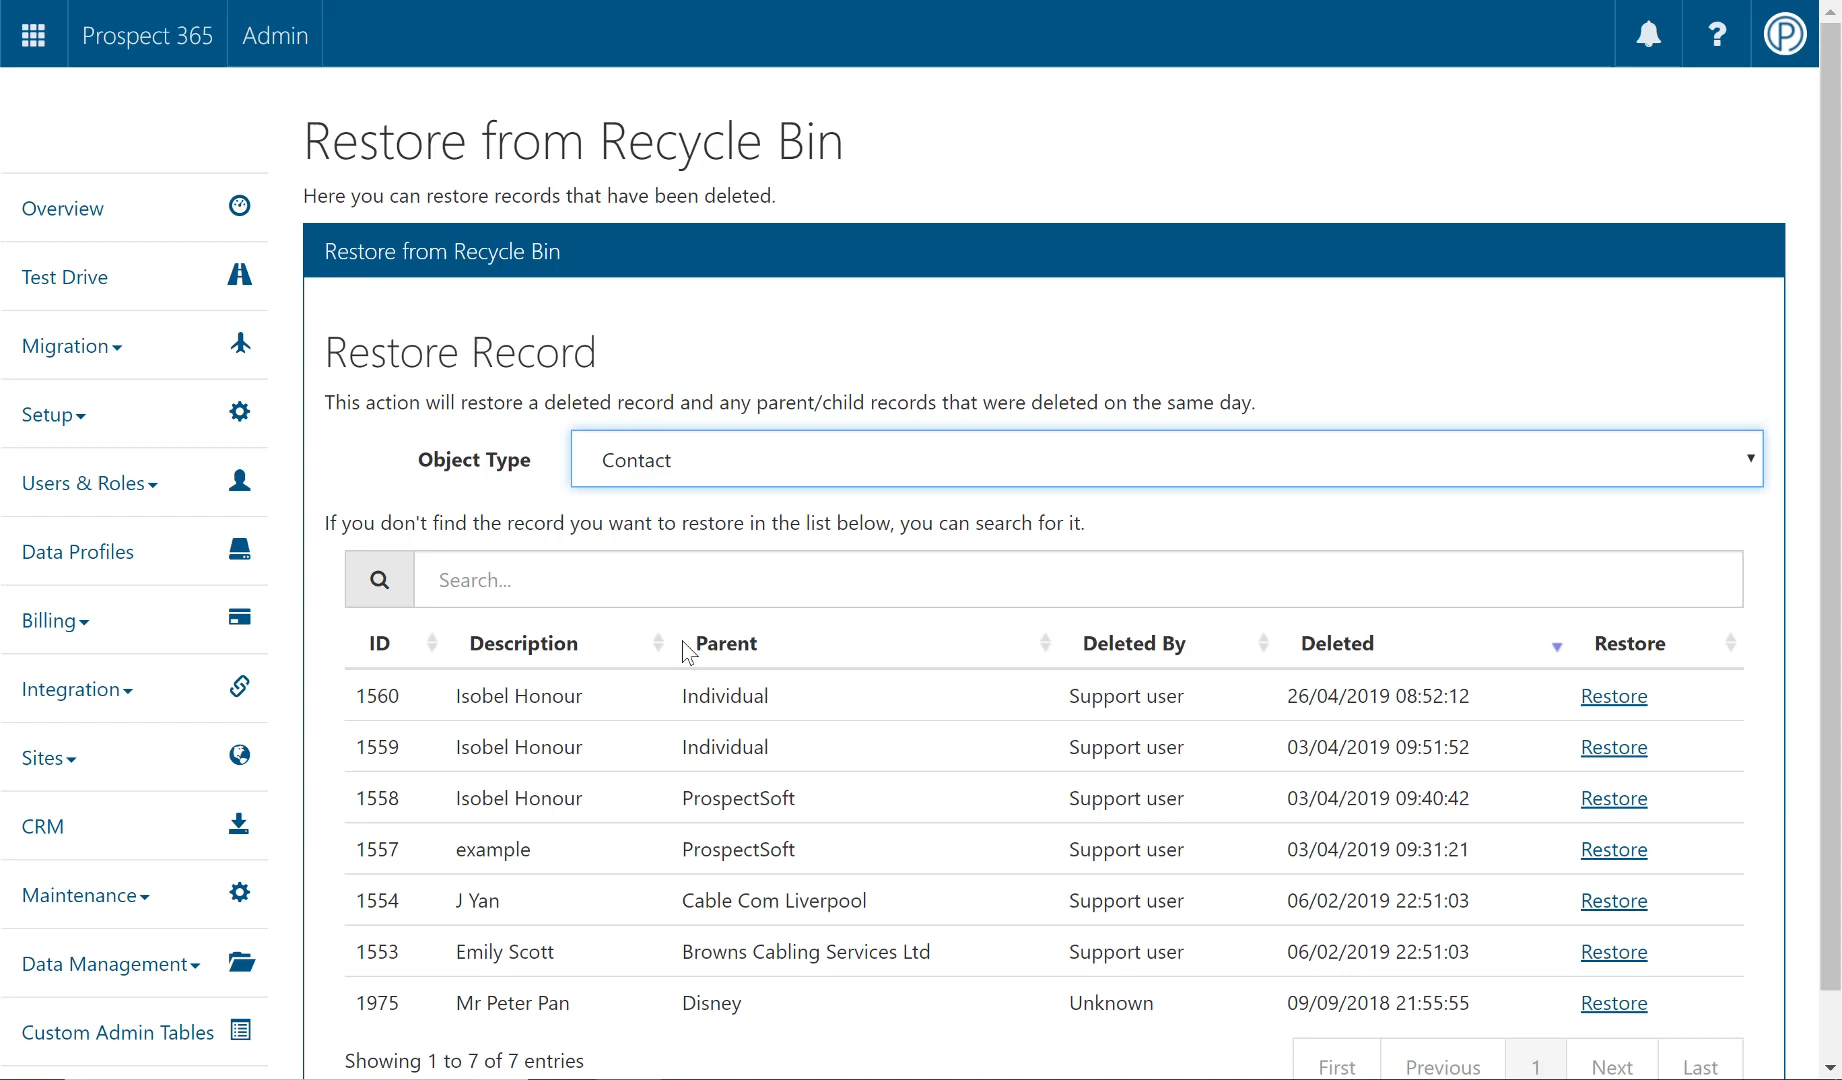 Prospect 365 Admin
Restore from Recycle Bin
Here you can restore records that have been deleted.
Overview
Test Drive
Migration
Setup
Users & Roles
Data Profiles
Billing
Integration
Sites
CRM
Maintenance
Data Management
Custom Admin Tables
Restore from Recycle Bin
Restore Record
This action will restore a deleted record and any parent/child records that were deleted on the same day.
Object Type Contact
If you don't find the record you want to restore in the list below, you can search for it.
Search...
ID Description Parent Deleted By Deleted Restore
1560 Isobel Honour Individual Support user 26/04/2019 08:52:12 Restore
1559 Isobel Honour Individual Support user 03/04/2019 09:51:52 Restore
1558 Isobel Honour ProspectSoft Support user 03/04/2019 09:40:42 Restore
1557 example ProspectSoft Support user 03/04/2019 09:31:21 Restore
1554 J Yan Cable Com Liverpool Support user 06/02/2019 22:51:03 Restore
1553 Emily Scott Browns Cabling Services Ltd Support user 06/02/2019 22:51:03 Restore
1975 Mr Peter Pan Disney Unknown 09/09/2018 21:55:55 Restore
Showing 1 to 7 of 7 entries
First Previous 1 Next Last